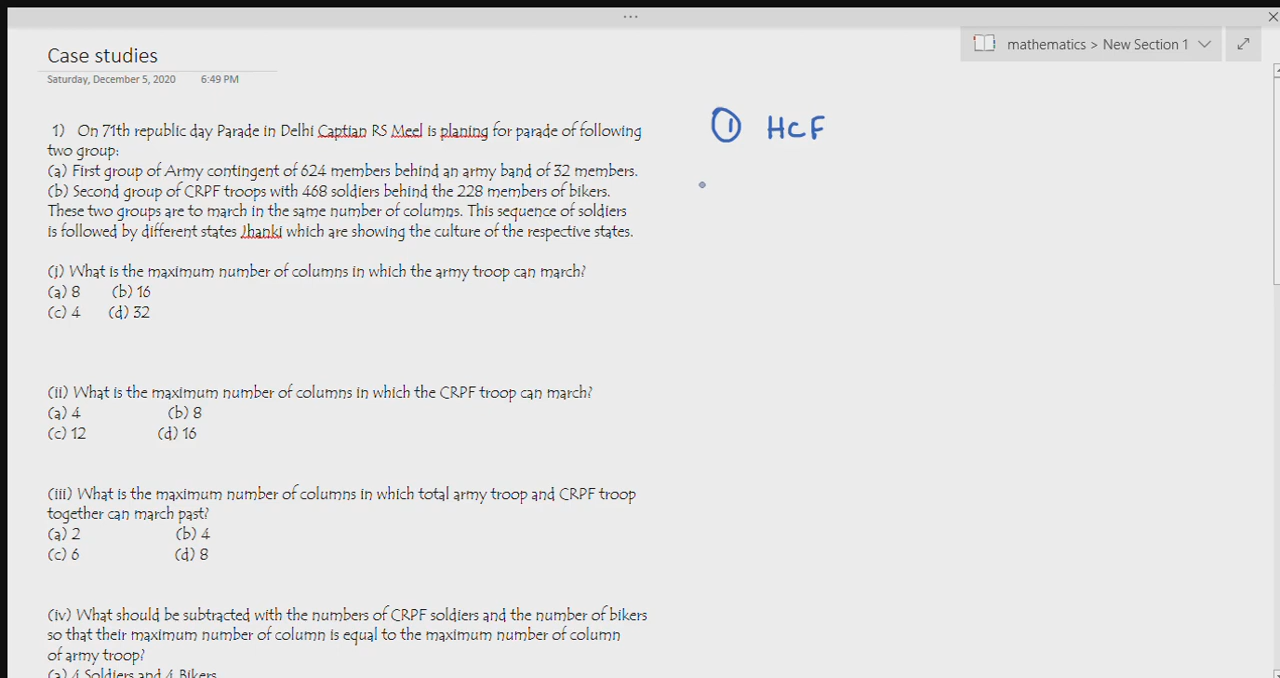 Case studies
mathematics > New Section 1
Saturday, December 5, 2020 6:49 PM
1) On 71th republic day Parade in Delhi Captian RS Meel is planing for parade of following
two group:
(a) First group of Army contingent of 624 members behind an army band of 32 members.
(b) Second group of CRPF troops with 468 soldiers behind the 228 members of bikers.
These two groups are to march in the same number of columns. This sequence of soldiers
is followed by different states Jhanki which are showing the culture of the respective states.
(i) What is the maximum number of columns in which the army troop can march?
(a) 8 (b) 16
(c) 4 (d) 32
(ii) What is the maximum number of columns in which the CRPF troop can march?
(a) 4 (b) 8
(c) 12 (d) 16
(iii) What is the maximum number of columns in which total army troop and CRPF troop
together can march past?
(a) 2 (b) 4
(c) 6 (d) 8
(iv) What should be subtracted with the numbers of CRPF soldiers and the number of bikers
so that their maximum number of column is equal to the maximum number of column
of army troop?
(a) 4 Soldiers and 4 Bikers
① HCF